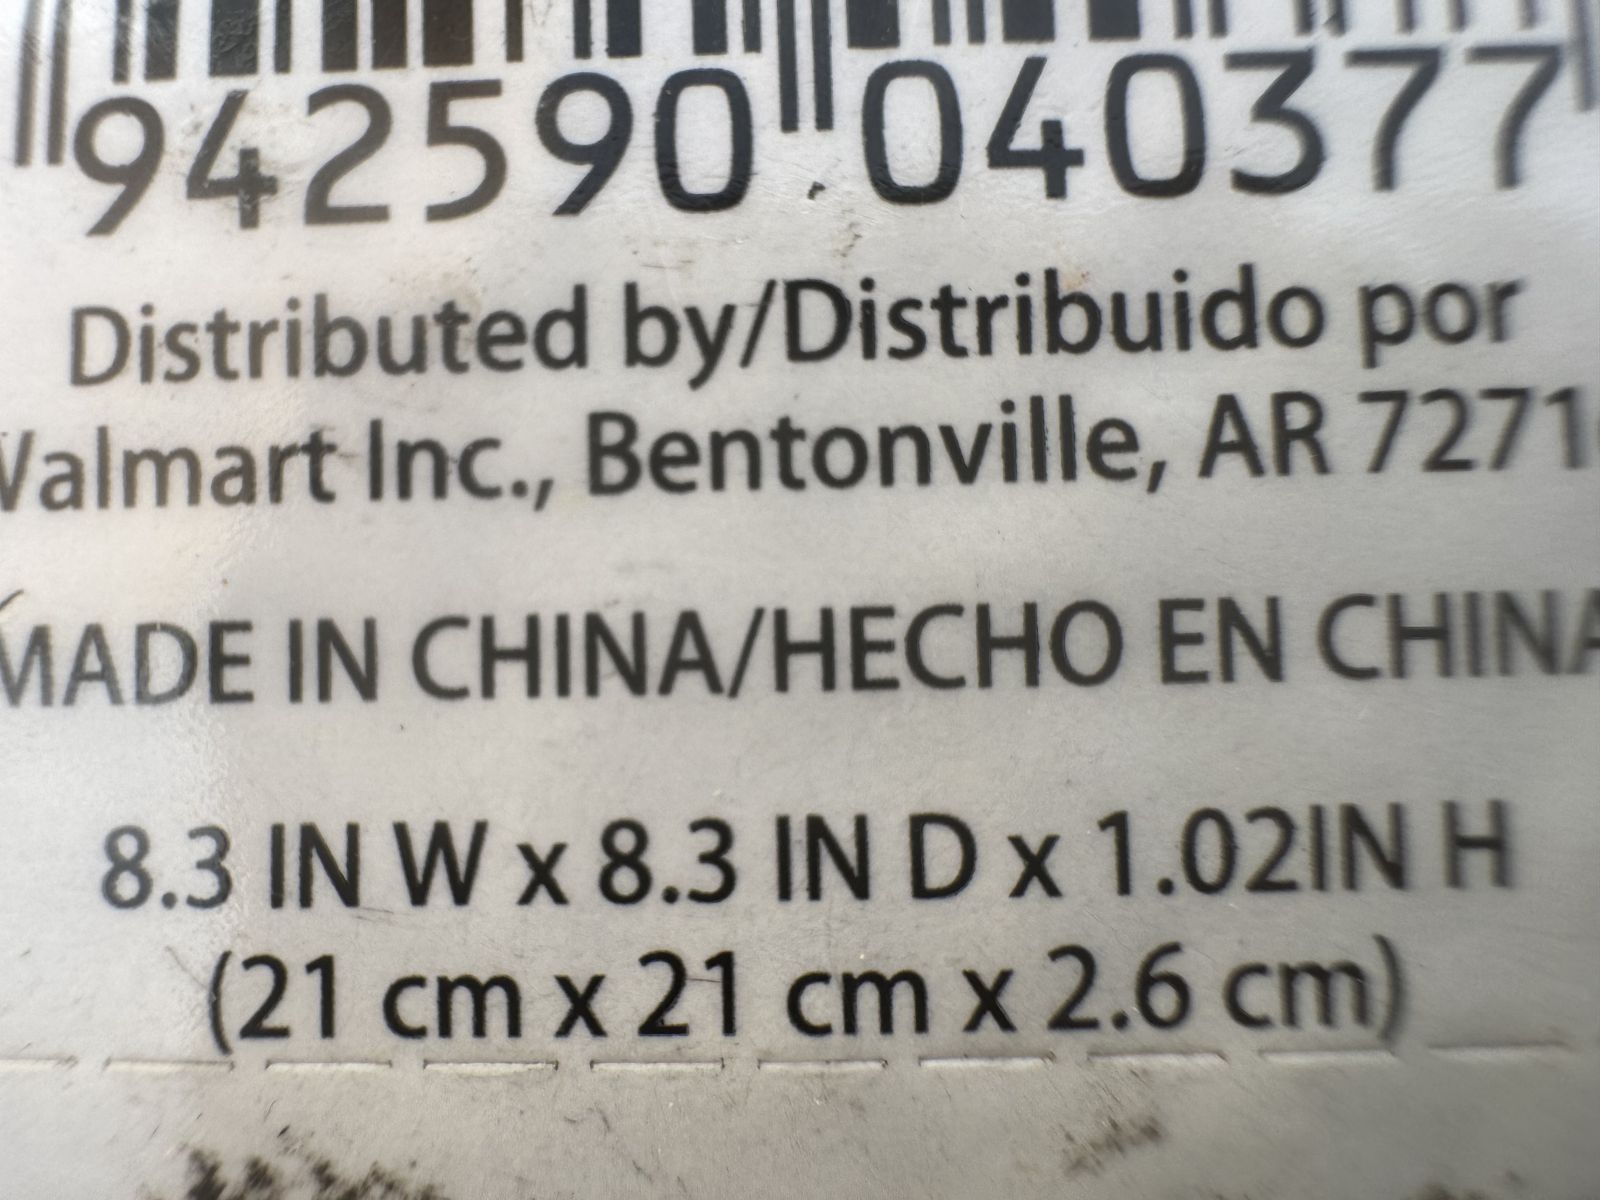 942590 040377
Distributed by/Distribuido por
Walmart Inc., Bentonville, AR 72716
MADE IN CHINA/HECHO EN CHINA
8.3 IN W x 8.3 IN D x 1.02IN H
(21 cm x 21 cm x 2.6 cm)